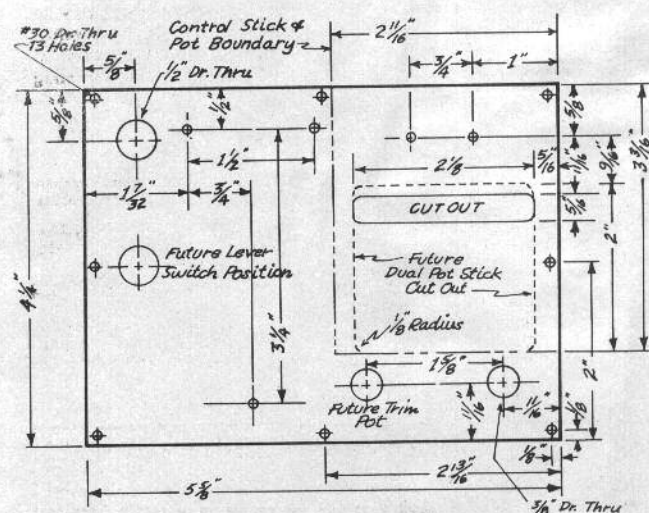 #30 Dr. Thru
13 Holes
Control Stick &
Pot Boundary
2 11/16"
5/8"
1/2" Dr. Thru
3/4"
1"
5/8"
1/2"
5/8"
1 1/2"
2 1/8"
5/16"
11/16"
9/16"
3 3/16"
1 7/32"
3/4"
CUT OUT
5/16"
2"
Future Lever
Switch Position
Future
Dual Pot Stick
Cut Out
4 1/4"
3 1/4"
1/8" Radius
1 5/8"
2"
Future Trim
Pot
1 1/16"
11/16"
1/8"
1/8"
2 13/16"
5 5/8"
3/8" Dr. Thru